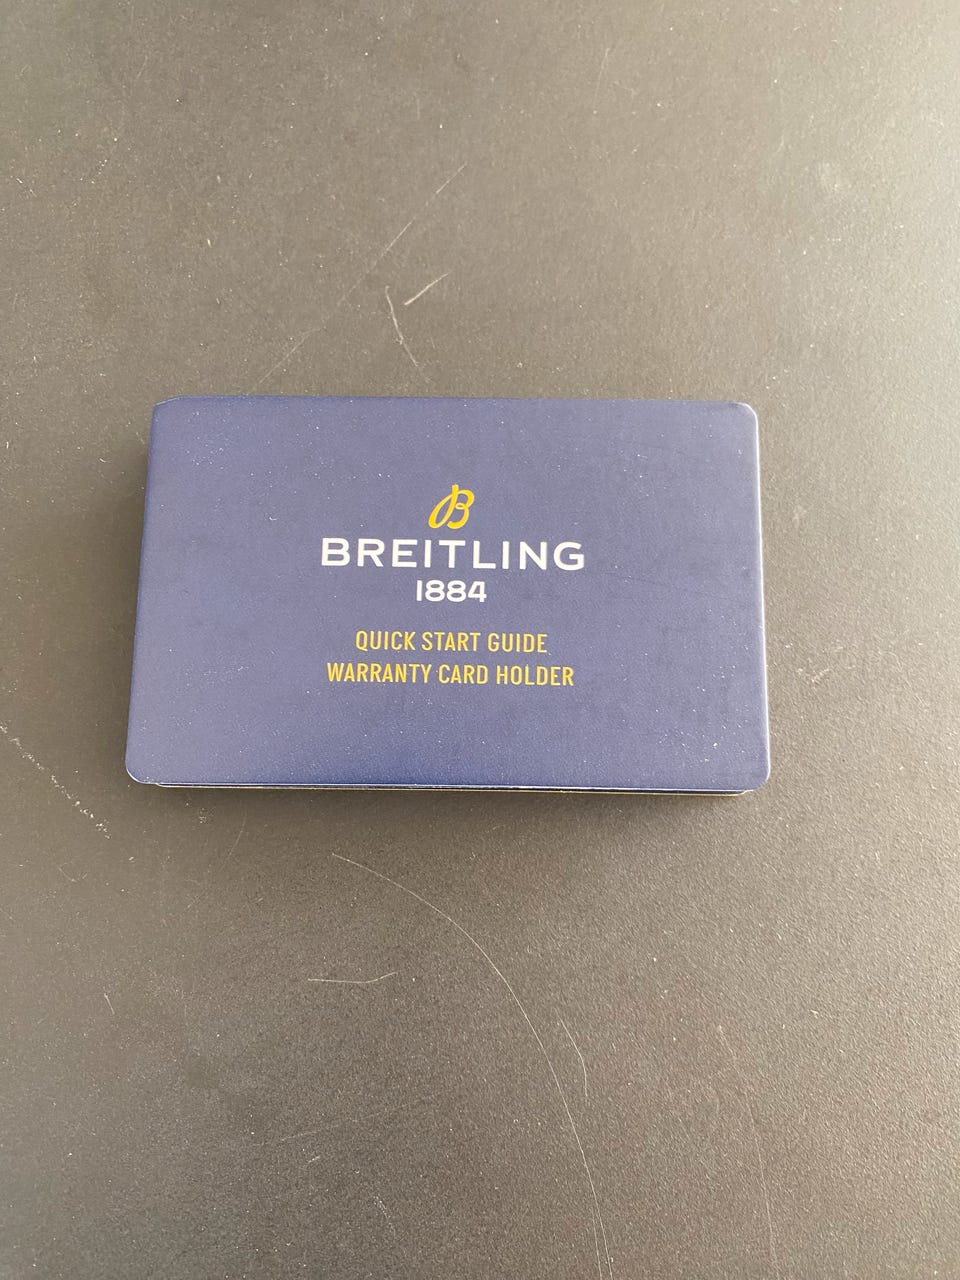 B
BREITLING
1884
QUICK START GUIDE
WARRANTY CARD HOLDER